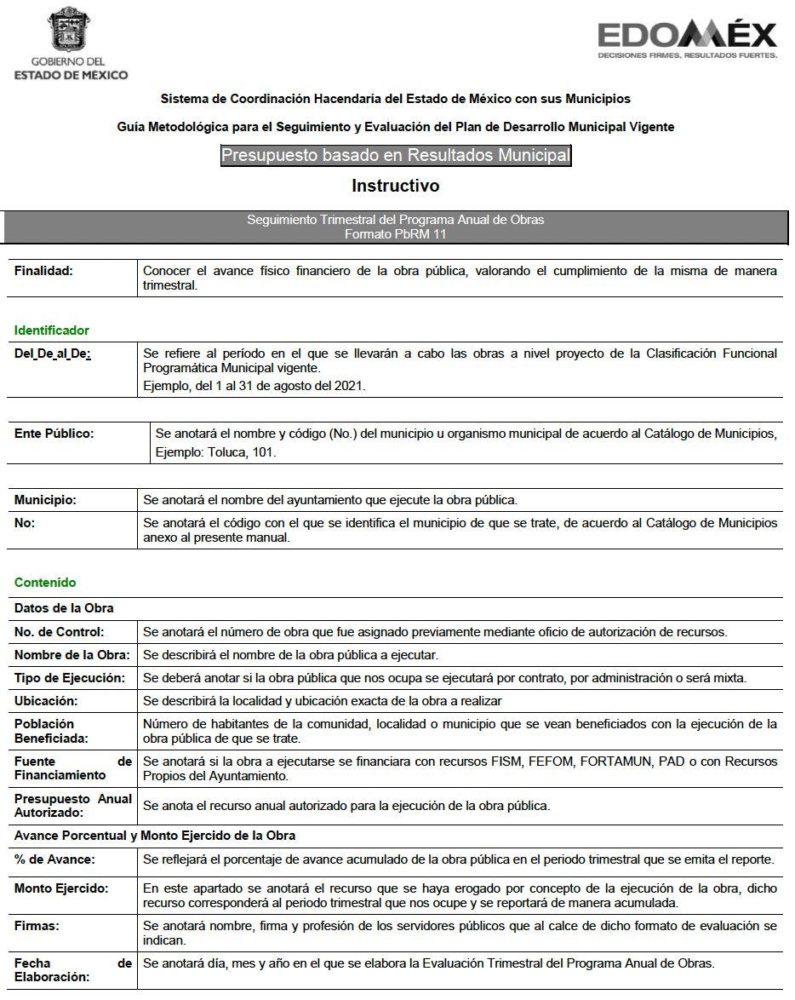 GOBIERNO DEL
ESTADO DE MÉXICO
EDOMÉX
DECISIONES FIRMES, RESULTADOS FUERTES.
Sistema de Coordinación Hacendaría del Estado de México con sus Municipios
Guía Metodológica para el Seguimiento y Evaluación del Plan de Desarrollo Municipal Vigente
Presupuesto basado en Resultados Municipal
Instructivo
Seguimiento Trimestral del Programa Anual de Obras
Formato PbRM 11
Finalidad:
Conocer el avance físico financiero de la obra pública, valorando el cumplimiento de la misma de manera
trimestral.
Identificador
Del De al De:
Se refiere al período en el que se llevarán a cabo las obras a nivel proyecto de la Clasificación Funcional
Programática Municipal vigente.
Ejemplo, del 1 al 31 de agosto del 2021.
Ente Público:
Se anotará el nombre y código (No.) del municipio u organismo municipal de acuerdo al Catálogo de Municipios,
Ejemplo: Toluca, 101.
Municipio:
Se anotará el nombre del ayuntamiento que ejecute la obra pública.
No:
Se anotará el código con el que se identifica el municipio de que se trate, de acuerdo al Catálogo de Municipios
anexo al presente manual.
Contenido
Datos de la Obra
No. de Control:
Se anotará el número de obra que fue asignado previamente mediante oficio de autorización de recursos.
Nombre de la Obra:
Se describirá el nombre de la obra pública a ejecutar.
Tipo de Ejecución:
Se deberá anotar si la obra pública que nos ocupa se ejecutará por contrato, por administración o será mixta.
Ubicación:
Se describirá la localidad y ubicación exacta de la obra a realizar
Población
Beneficiada:
Número de habitantes de la comunidad, localidad o municipio que se vean beneficiados con la ejecución de la
obra pública de que se trate.
Fuente de
Financiamiento
Se anotará si la obra a ejecutarse se financiara con recursos FISM, FEFOM, FORTAMUN, PAD o con Recursos
Propios del Ayuntamiento.
Presupuesto Anual
Autorizado:
Se anota el recurso anual autorizado para la ejecución de la obra pública.
Avance Porcentual y Monto Ejercido de la Obra
% de Avance:
Se reflejará el porcentaje de avance acumulado de la obra pública en el periodo trimestral que se emita el reporte.
Monto Ejercido:
En este apartado se anotará el recurso que se haya erogado por concepto de la ejecución de la obra, dicho
recurso corresponderá al periodo trimestral que nos ocupe y se reportará de manera acumulada.
Firmas:
Se anotará nombre, firma y profesión de los servidores públicos que al calce de dicho formato de evaluación se
indican.
Fecha de
Elaboración:
Se anotará día, mes y año en el que se elabora la Evaluación Trimestral del Programa Anual de Obras.